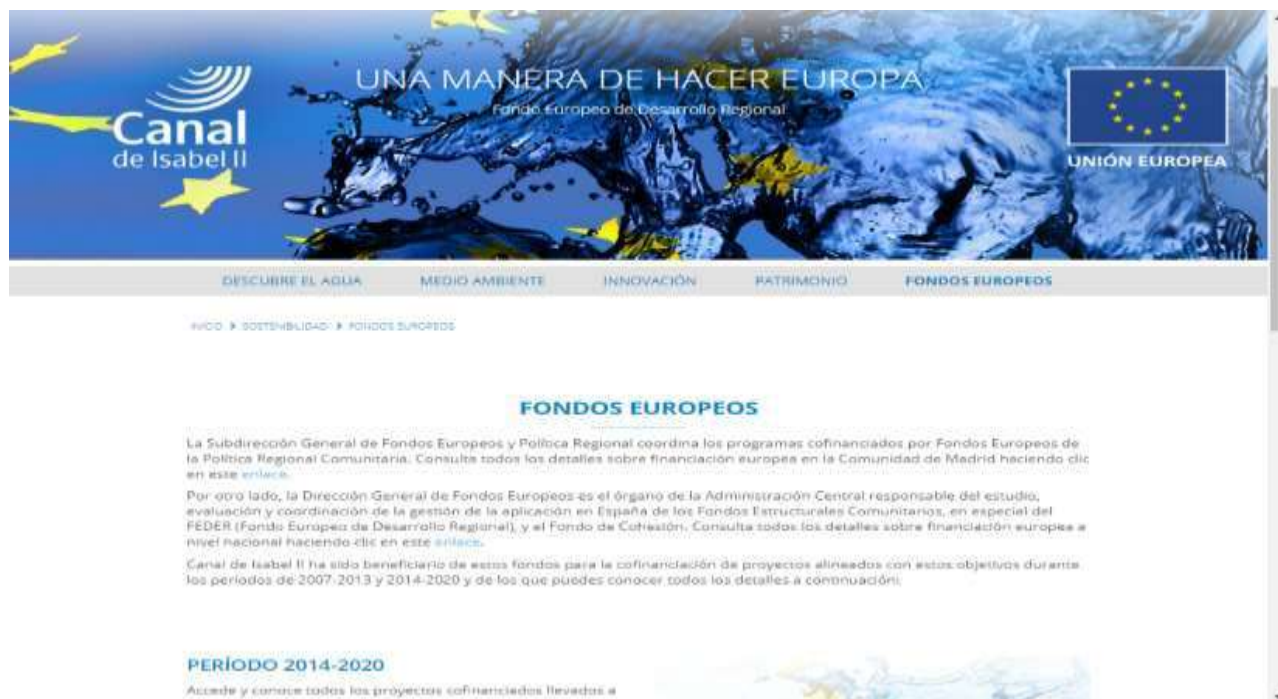 UNA MANERA DE HACER EUROPA
Fondo Europeo de Desarrollo Regional
Canal
de Isabel II
UNIÓN EUROPEA
DESCUBRE EL AGUA MEDIO AMBIENTE INNOVACIÓN PATRIMONIO FONDOS EUROPEOS
INICIO SOSTENIBILIDAD FONDOS EUROPEOS
FONDOS EUROPEOS
La Subdirección General de Fondos Europeos y Política Regional coordina los programas cofinanciados por Fondos Europeos de
la Política Regional Comunitaria. Consulta todos los detalles sobre financiación europea en la Comunidad de Madrid haciendo clic
en este enlace.
Por otro lado, la Dirección General de Fondos Europeos es el órgano de la Administración Central responsable del estudio,
evaluación y coordinación de la gestión de la aplicación en España de los Fondos Estructurales Comunitarios, en especial del
FEDER (Fondo Europeo de Desarrollo Regional), y el Fondo de Cohesión. Consulta todos los detalles sobre financiación europea a
nivel nacional haciendo clic en este enlace.
Canal de Isabel II ha sido beneficiario de estos fondos para la cofinanciación de proyectos alineados con estos objetivos durante
los períodos de 2007-2013 y 2014-2020 y de los que puedes conocer todos los detalles a continuación:
PERÍODO 2014-2020
Accede y conoce todos los proyectos cofinanciados llevados a